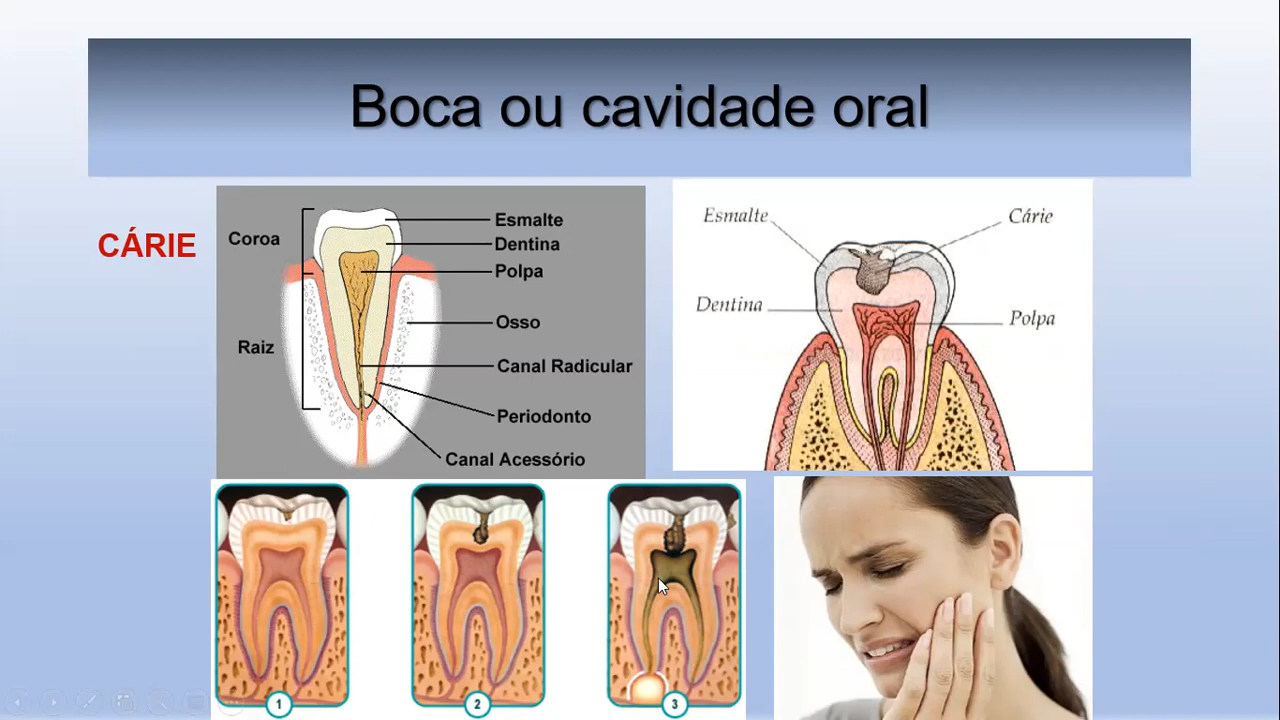 Boca ou cavidade oral
CÁRIE
Coroa
Raiz
Esmalte
Dentina
Polpa
Osso
Canal Radicular
Periodonto
Canal Acessório
Esmalte
Cárie
Dentina
Polpa
1
2
3